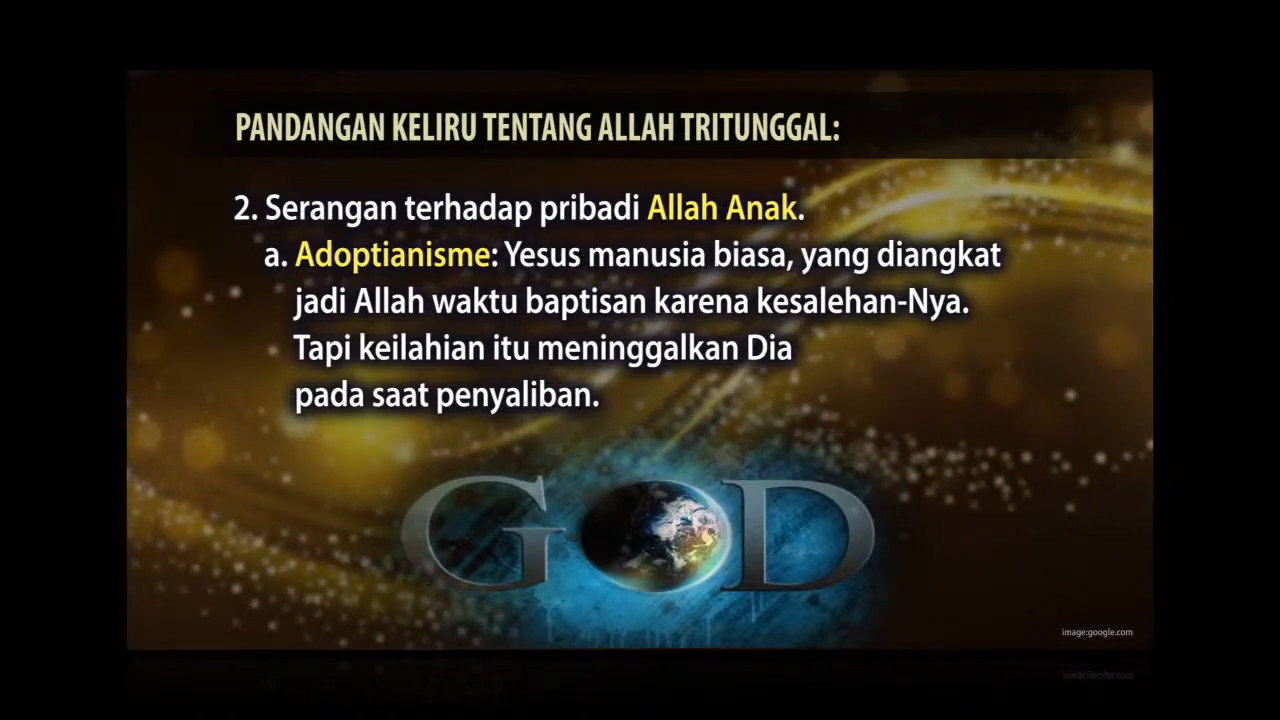 PANDANGAN KELIRU TENTANG ALLAH TRITUNGGAL:
2. Serangan terhadap pribadi Allah Anak.
a. Adoptianisme: Yesus manusia biasa, yang diangkat
jadi Allah waktu baptisan karena kesalehan-Nya.
Tapi keilahian itu meninggalkan Dia
pada saat penyaliban.
GOD
image:google.com